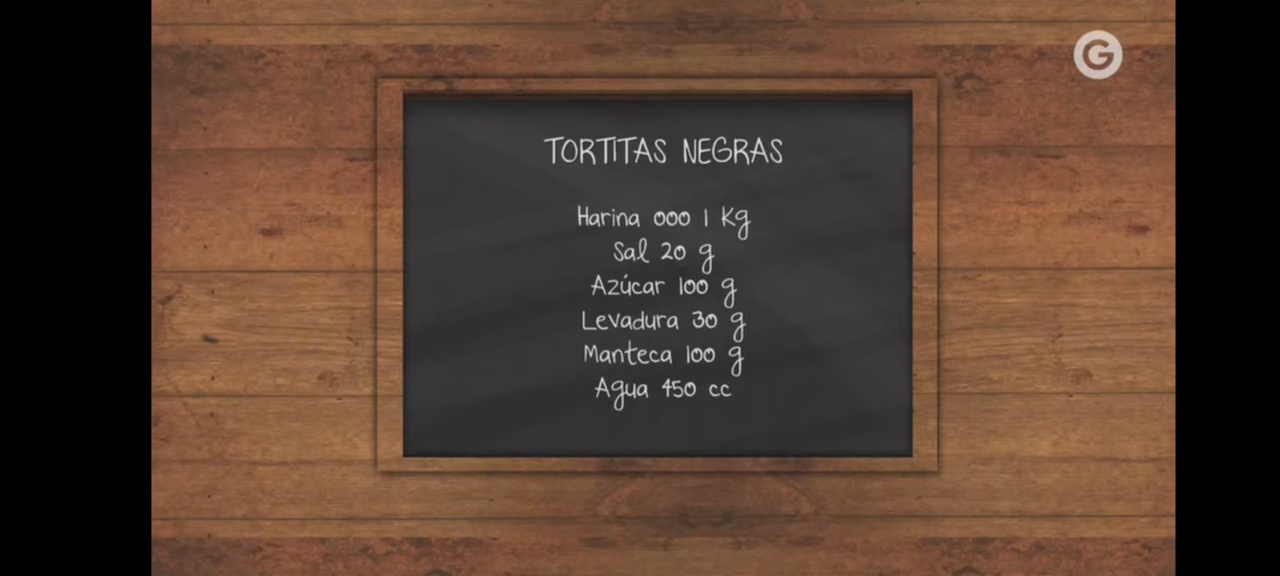 G
TORTITAS NEGRAS
Harina 000 1 Kg
Sal 20 g
Azúcar 100 g
Levadura 30 g
Manteca 100 g
Agua 450 cc